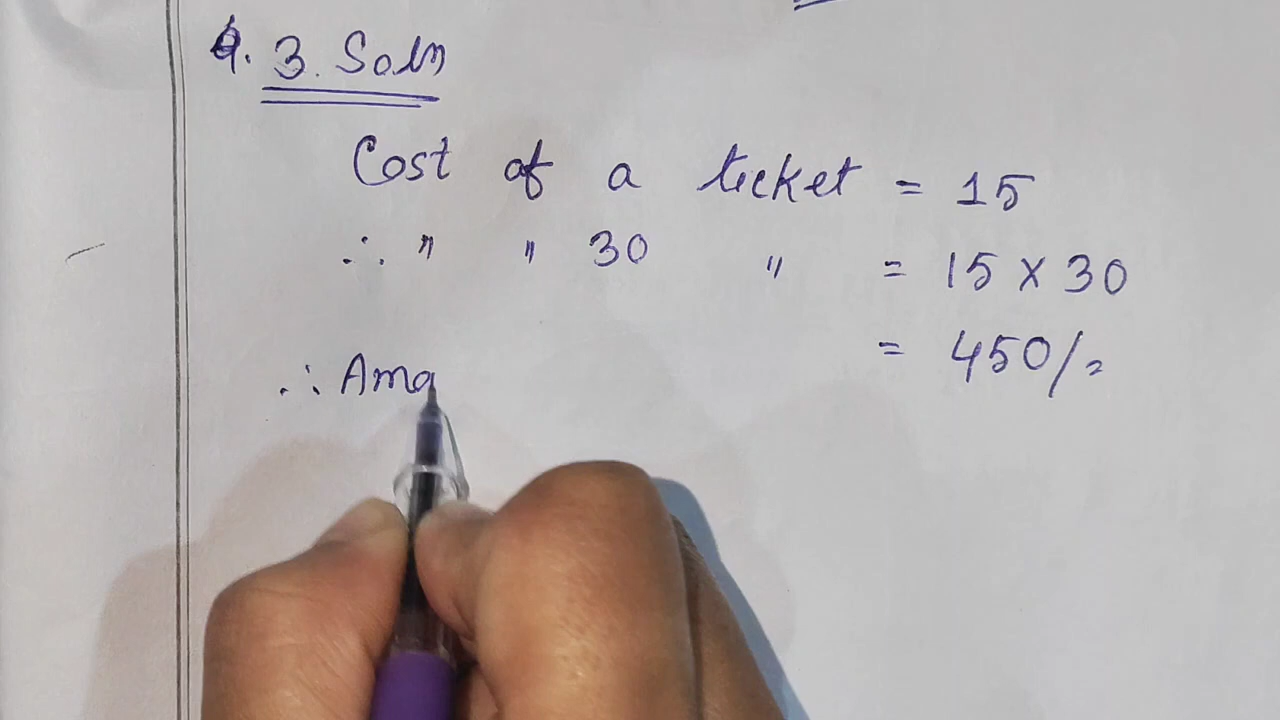 Q. 3. Soln
Cost of a ticket = 15
∴ " " 30 " = 15 × 30
= 450/=
∴ Amo